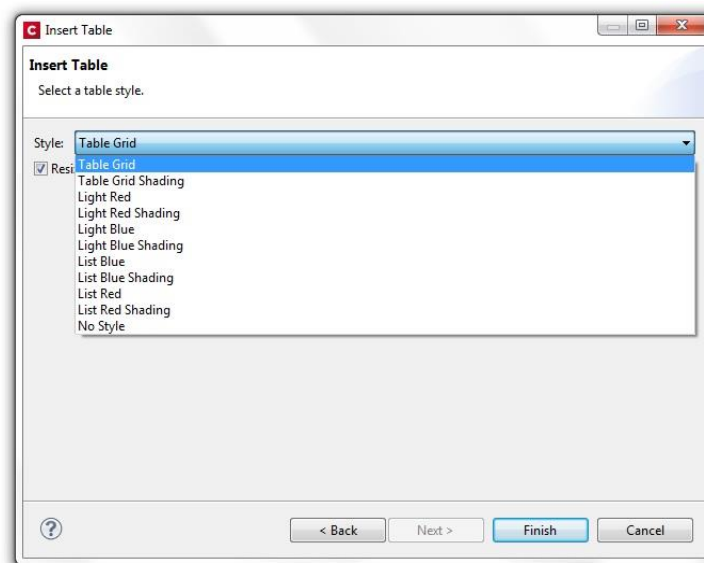 C Insert Table
Insert Table
Select a table style.
Style: Table Grid
Table Grid
Table Grid Shading
Light Red
Light Red Shading
Light Blue
Light Blue Shading
List Blue
List Blue Shading
List Red
List Red Shading
No Style
? < Back Next > Finish Cancel